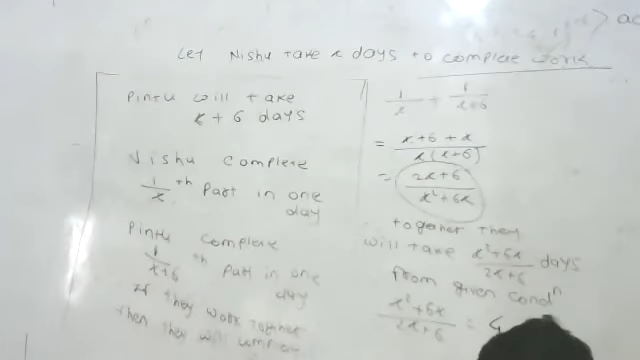 Let Nishu take x days to complete work
Pintu will take
x + 6 days
Nishu complete
1/x th part in one
day
Pintu complete
1/x+6 th part in one
day
If they work together
then they will complete
1/x + 1/x+6
= x+6+x / x(x+6)
= 2x+6 / x²+6x
together they
will take x²+6x / 2x+6 days
From given condⁿ
x²+6x / 2x+6 = 4